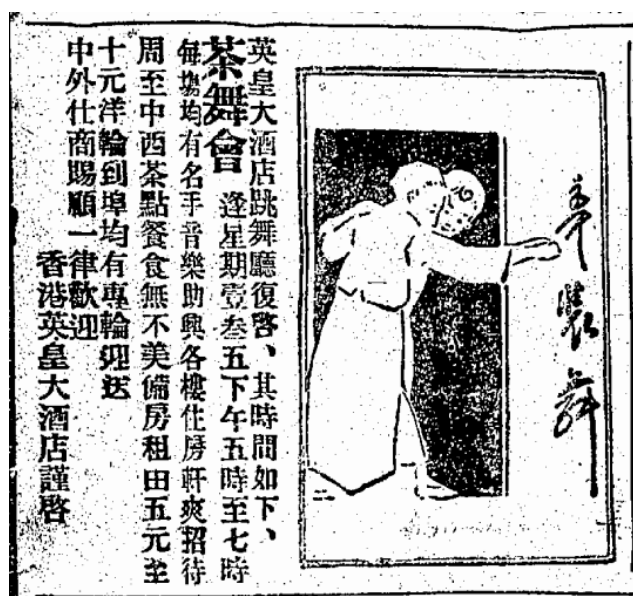 英皇大酒店跳舞廳復啓、其時間如下、
茶舞會 逢星期壹叁五下午五時至七時
每塲均有名手音樂助興各樓住房軒爽招待
周至中西茶點餐食無不美備房租由五元至
十元洋輪到埠均有專輪迎送
中外仕商賜顧一律歡迎
香港英皇大酒店謹啓
裝舞